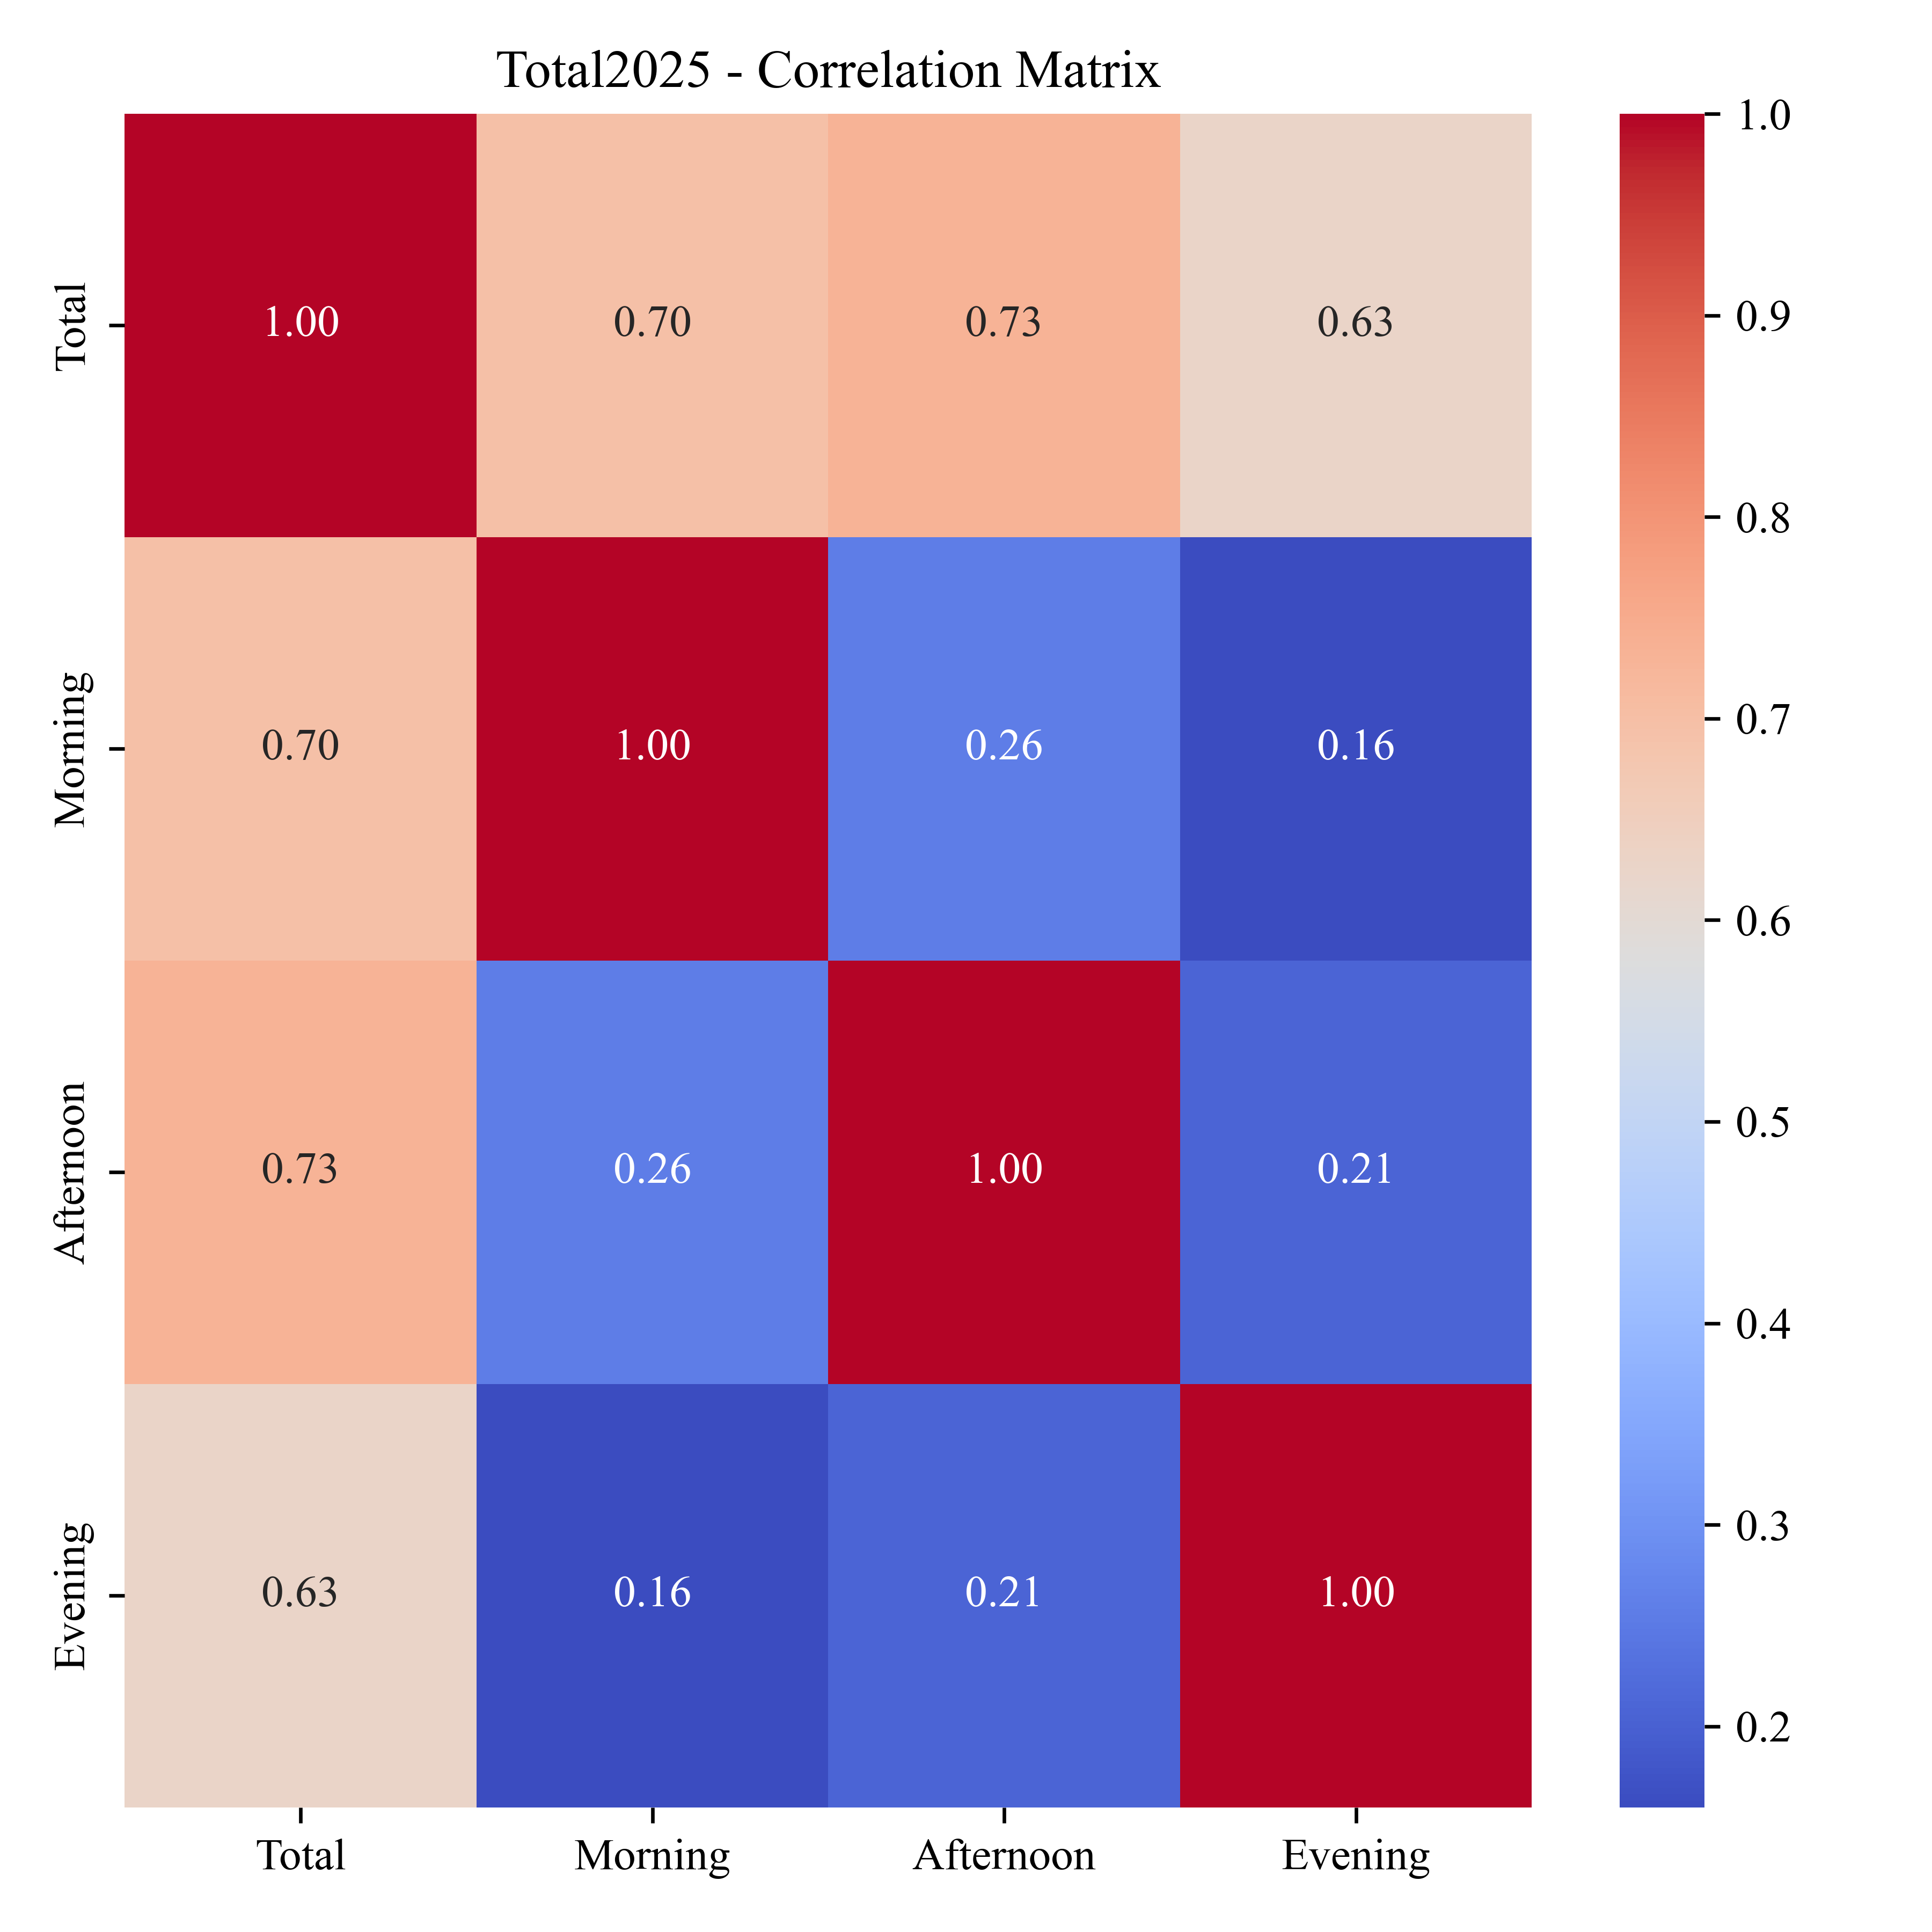 Total2025 - Correlation Matrix
Total 1.00 0.70 0.73 0.63
Morning 0.70 1.00 0.26 0.16
Afternoon 0.73 0.26 1.00 0.21
Evening 0.63 0.16 0.21 1.00
Total Morning Afternoon Evening
1.0
0.9
0.8
0.7
0.6
0.5
0.4
0.3
0.2